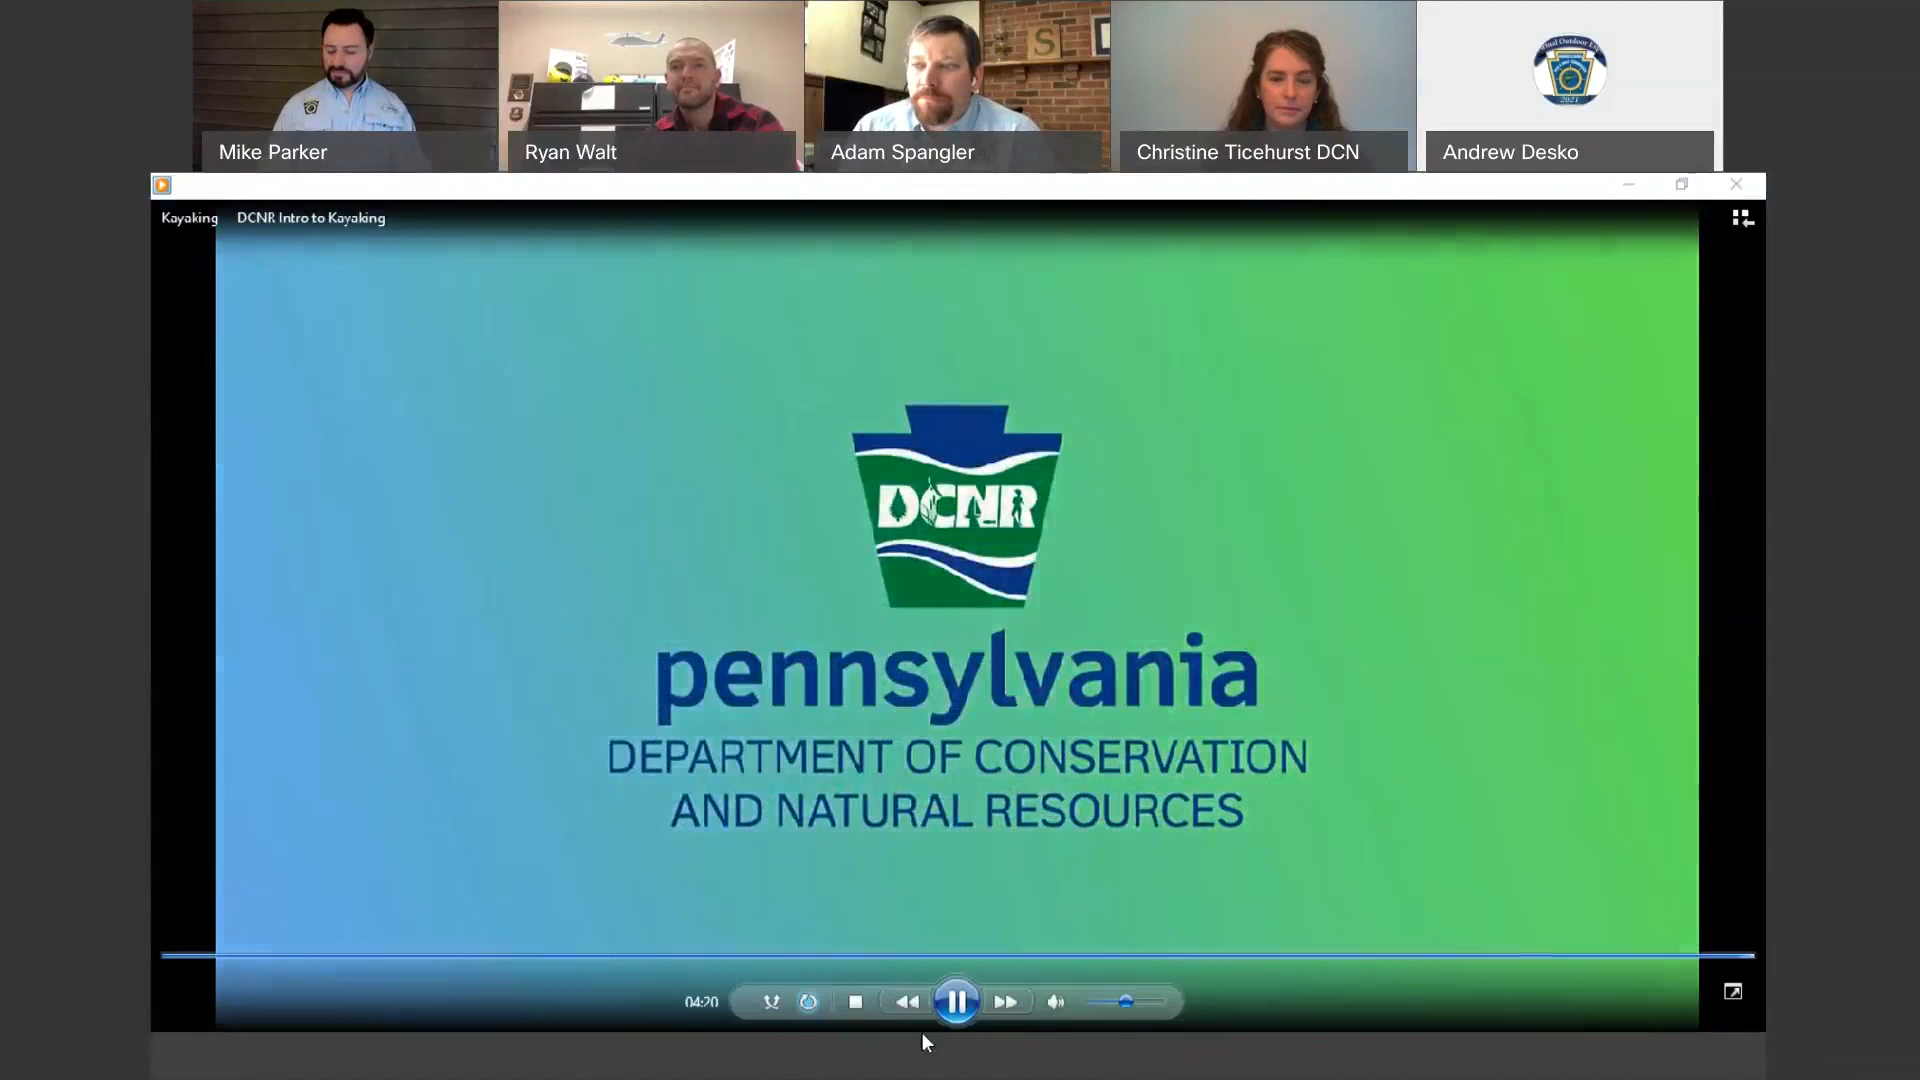 Mike Parker
Ryan Walt
Adam Spangler
Christine Ticehurst DCN
Andrew Desko
2021
S
Kayaking
DCNR Intro to Kayaking
DCNR
pennsylvania
DEPARTMENT OF CONSERVATION
AND NATURAL RESOURCES
04:20